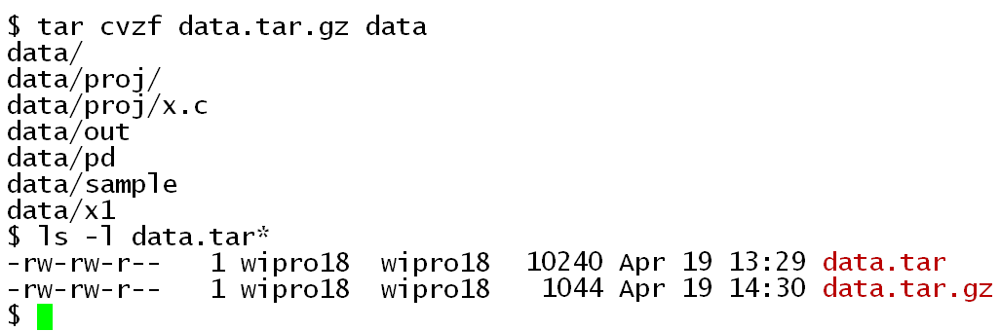 $ tar cvzf data.tar.gz data
data/
data/proj/
data/proj/x.c
data/out
data/pd
data/sample
data/x1
$ ls -l data.tar*
-rw-rw-r-- 1 wipro18 wipro18 10240 Apr 19 13:29 data.tar
-rw-rw-r-- 1 wipro18 wipro18 1044 Apr 19 14:30 data.tar.gz
$